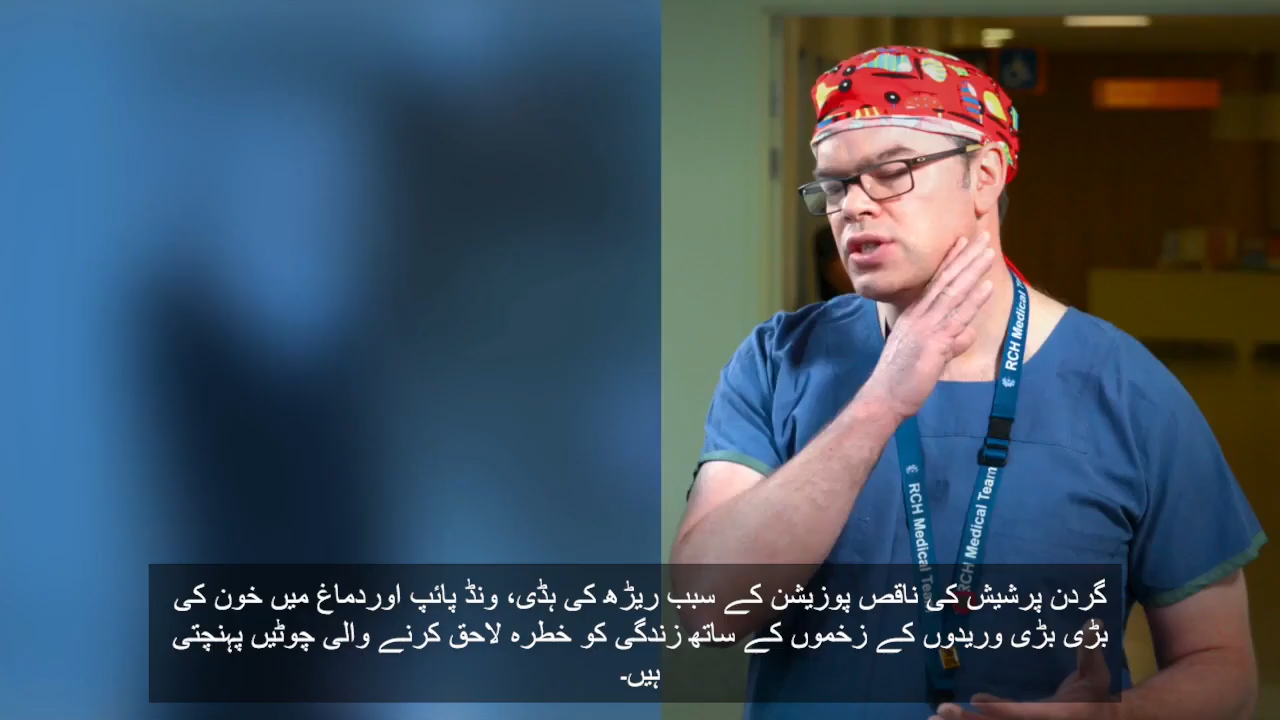 RCH Medical T
RCH Medical Team
RCH Medical Team
گردن پرشیش کی ناقص پوزیشن کے سبب ریڑھ کی ہڈی، ونڈ پائپ اوردماغ میں خون کی
بڑی بڑی وریدوں کے زخموں کے ساتھ زندگی کو خطرہ لاحق کرنے والی چوٹیں پہنچتی
ہیں۔